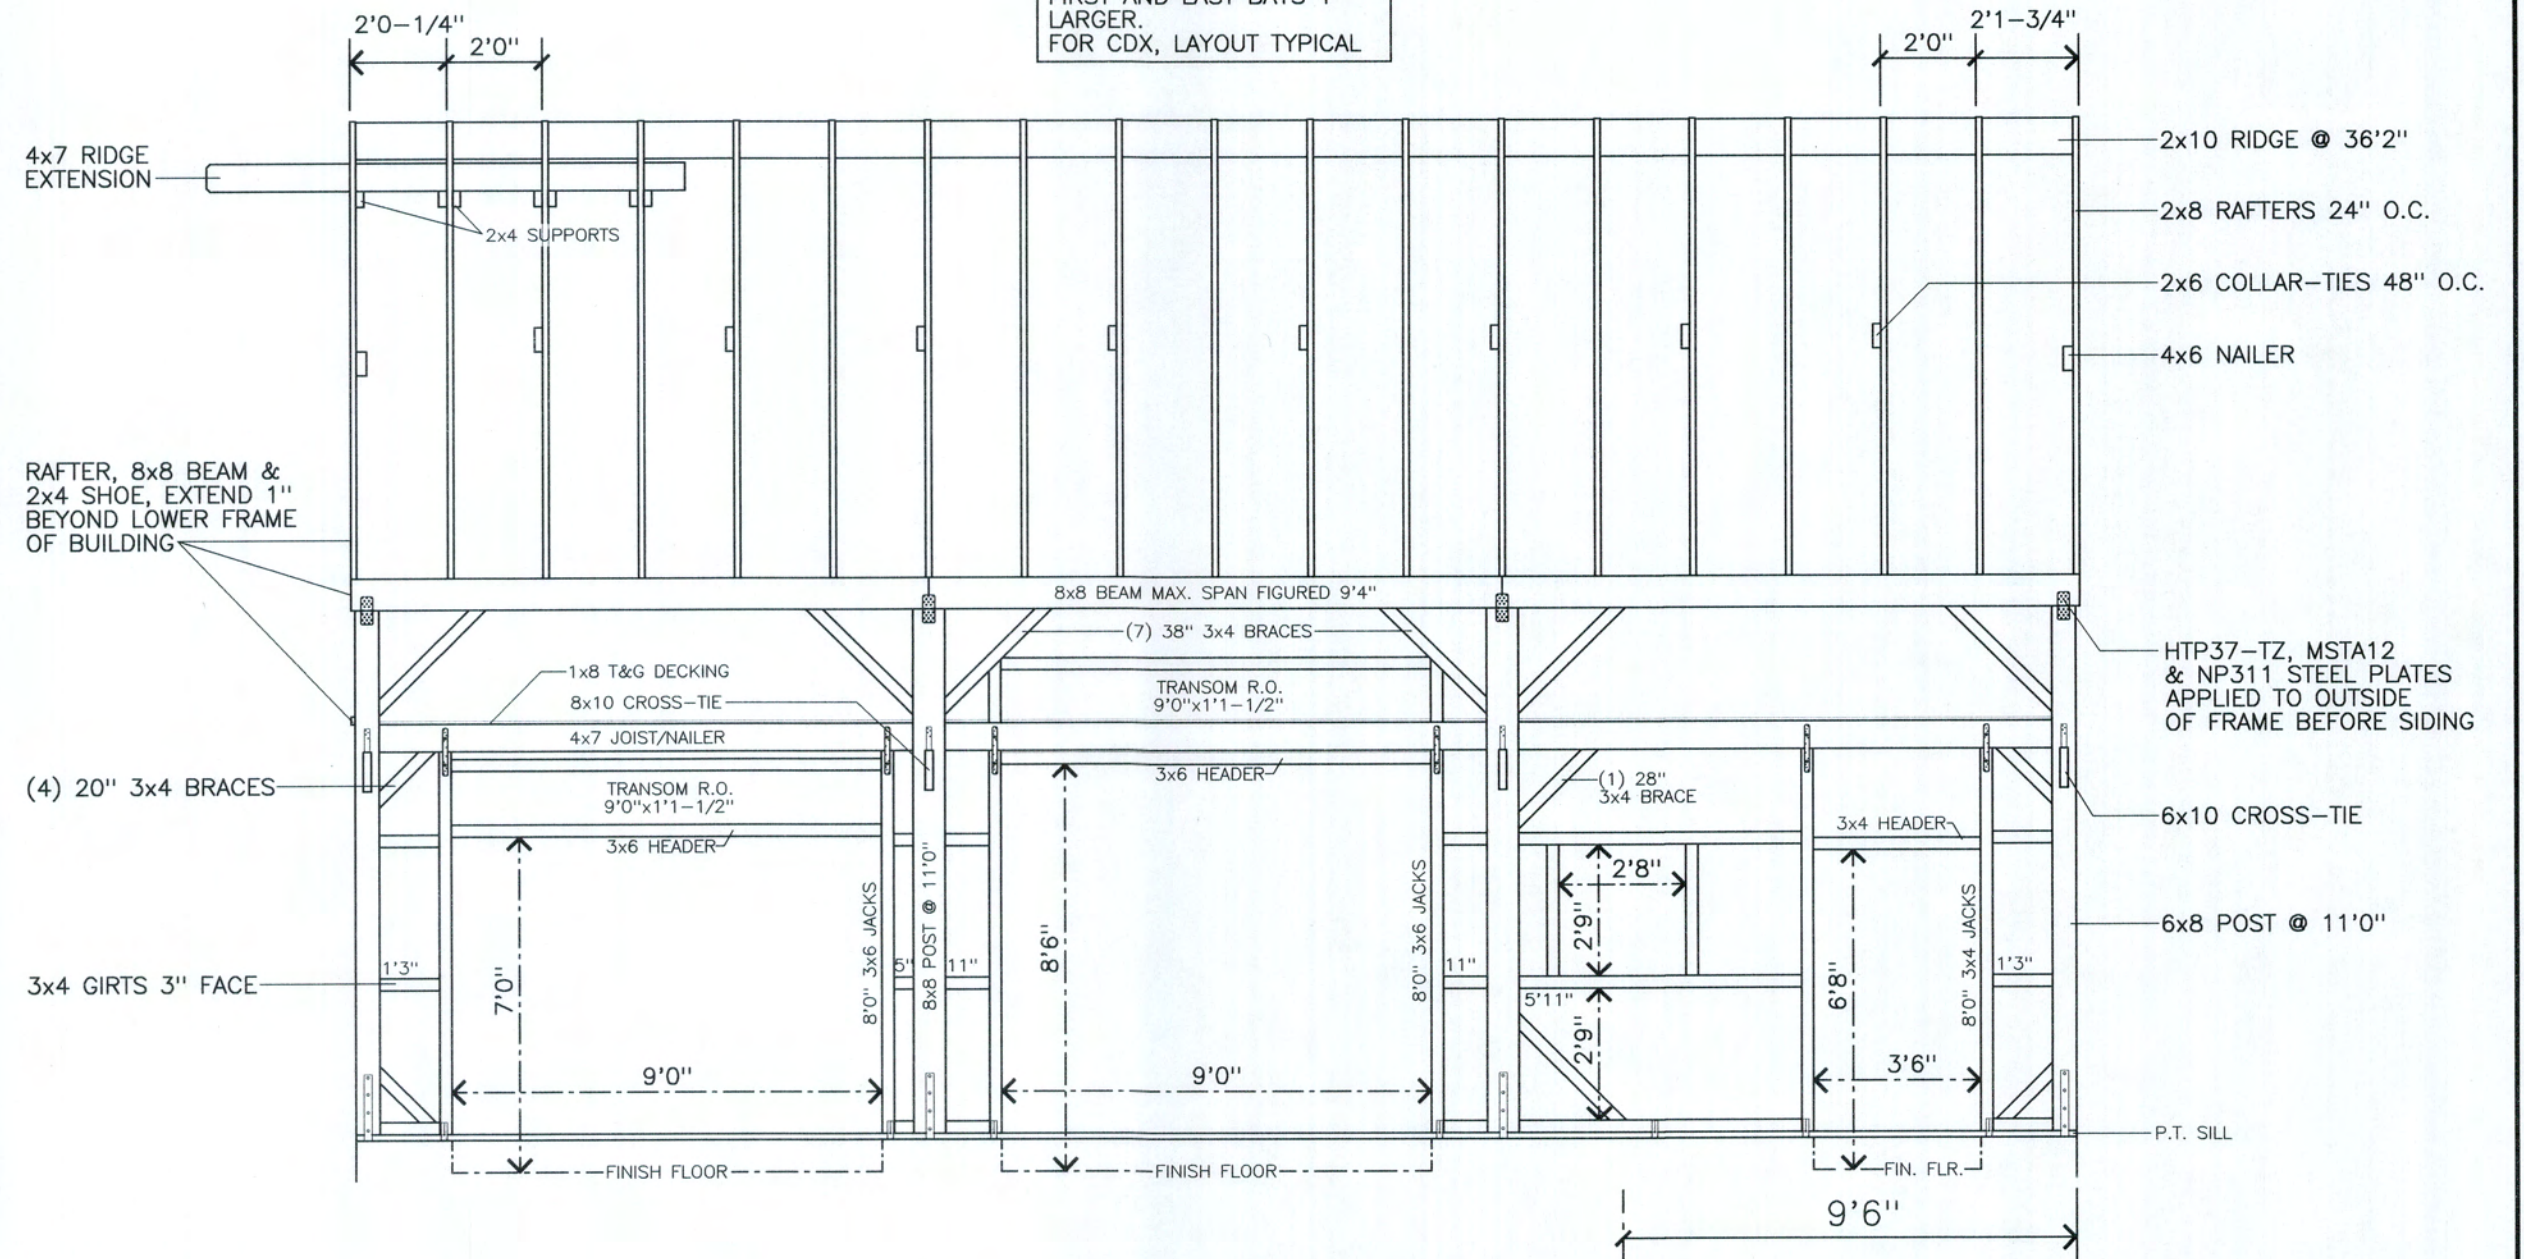 LARGER.
FOR CDX, LAYOUT TYPICAL
2'0-1/4"
2'0"
2'0"
2'1-3/4"
4x7 RIDGE
EXTENSION
2x4 SUPPORTS
2x10 RIDGE @ 36'2"
2x8 RAFTERS 24" O.C.
2x6 COLLAR-TIES 48" O.C.
4x6 NAILER
RAFTER, 8x8 BEAM &
2x4 SHOE, EXTEND 1"
BEYOND LOWER FRAME
OF BUILDING
8x8 BEAM MAX. SPAN FIGURED 9'4"
(7) 38" 3x4 BRACES
1x8 T&G DECKING
8x10 CROSS-TIE
4x7 JOIST/NAILER
TRANSOM R.O.
9'0"x1'1-1/2"
HTP37-TZ, MSTA12
& NP311 STEEL PLATES
APPLIED TO OUTSIDE
OF FRAME BEFORE SIDING
(4) 20" 3x4 BRACES
TRANSOM R.O.
9'0"x1'1-1/2"
3x6 HEADER
3x6 HEADER
(1) 28"
3x4 BRACE
3x4 HEADER
6x10 CROSS-TIE
6x8 POST @ 11'0"
3x4 GIRTS 3" FACE
1'3"
7'0"
8'0" 3x6 JACKS
5"
8x8 POST @ 11'0"
11"
8'6"
8'0" 3x6 JACKS
11"
2'8"
2'9"
5'11"
2'9"
6'8"
8'0" 3x4 JACKS
1'3"
9'0"
9'0"
3'6"
P.T. SILL
FINISH FLOOR
FINISH FLOOR
FIN. FLR.
9'6"